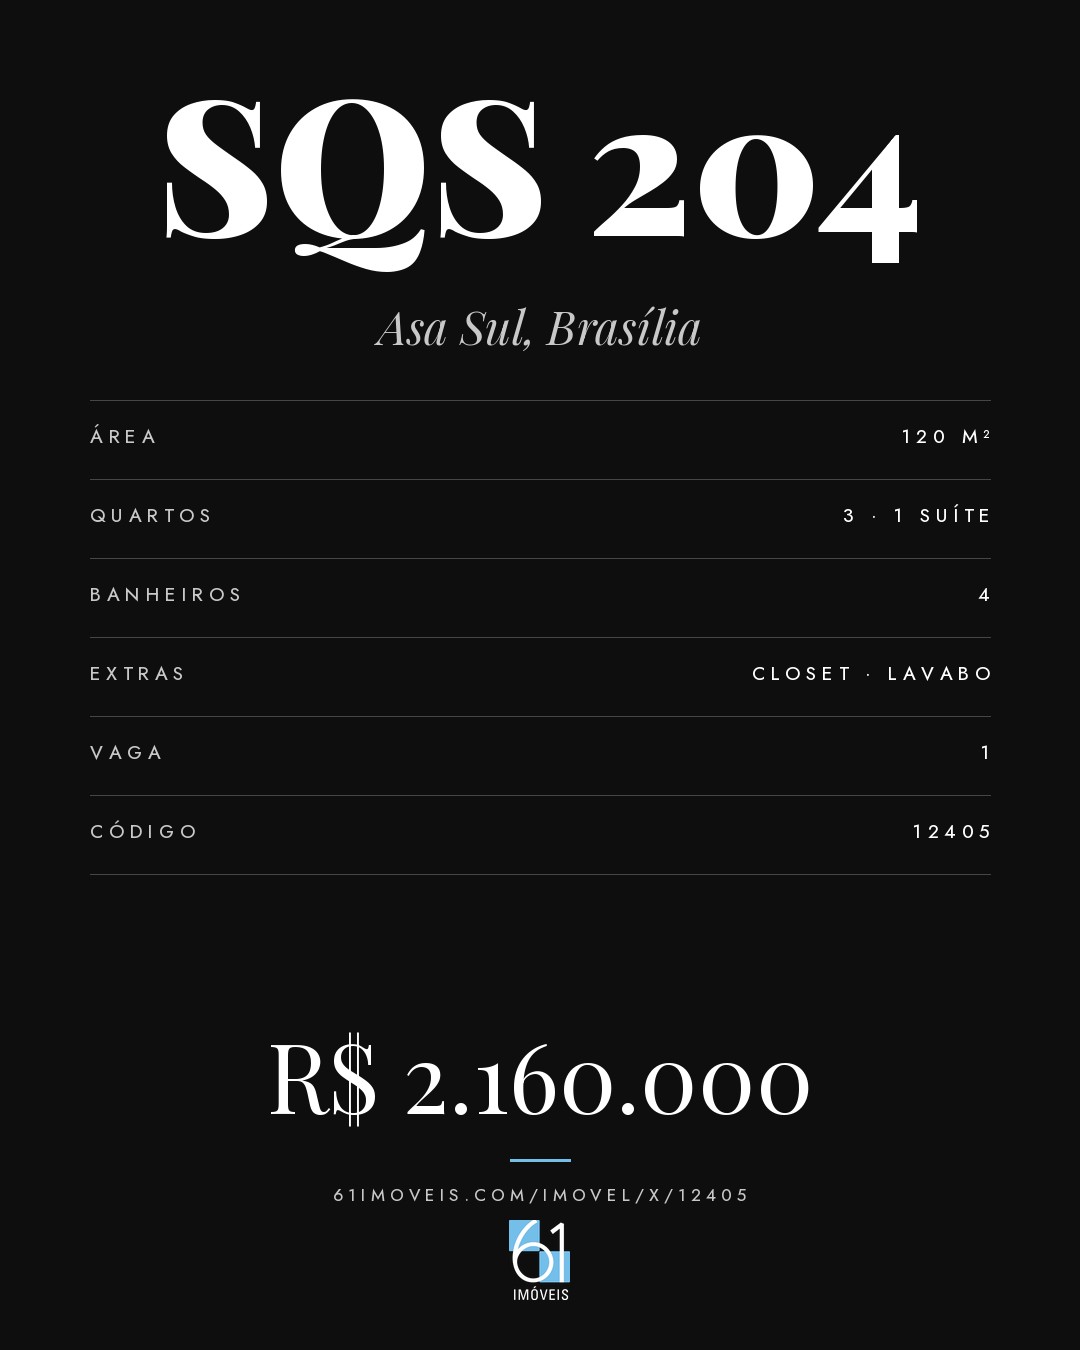 SQS 204
Asa Sul, Brasília
ÁREA 120 M²
QUARTOS 3 · 1 SUÍTE
BANHEIROS 4
EXTRAS CLOSET · LAVABO
VAGA 1
CÓDIGO 12405
R$ 2.160.000
61IMOVEIS.COM/IMOVEL/X/12405
61
IMÓVEIS